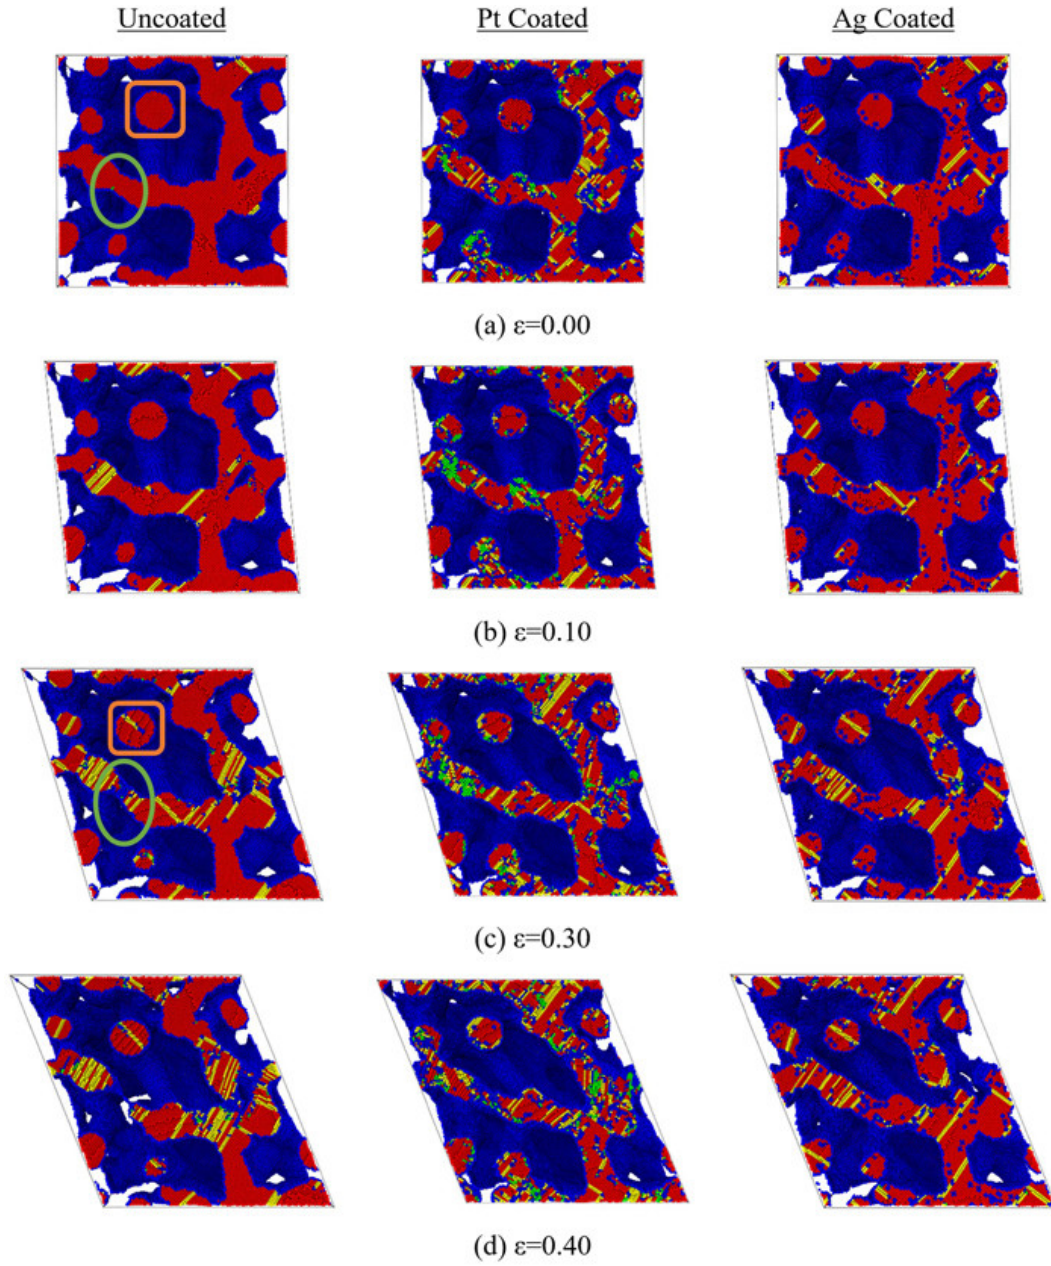 Uncoated Pt Coated Ag Coated
(a) ε=0.00
(b) ε=0.10
(c) ε=0.30
(d) ε=0.40